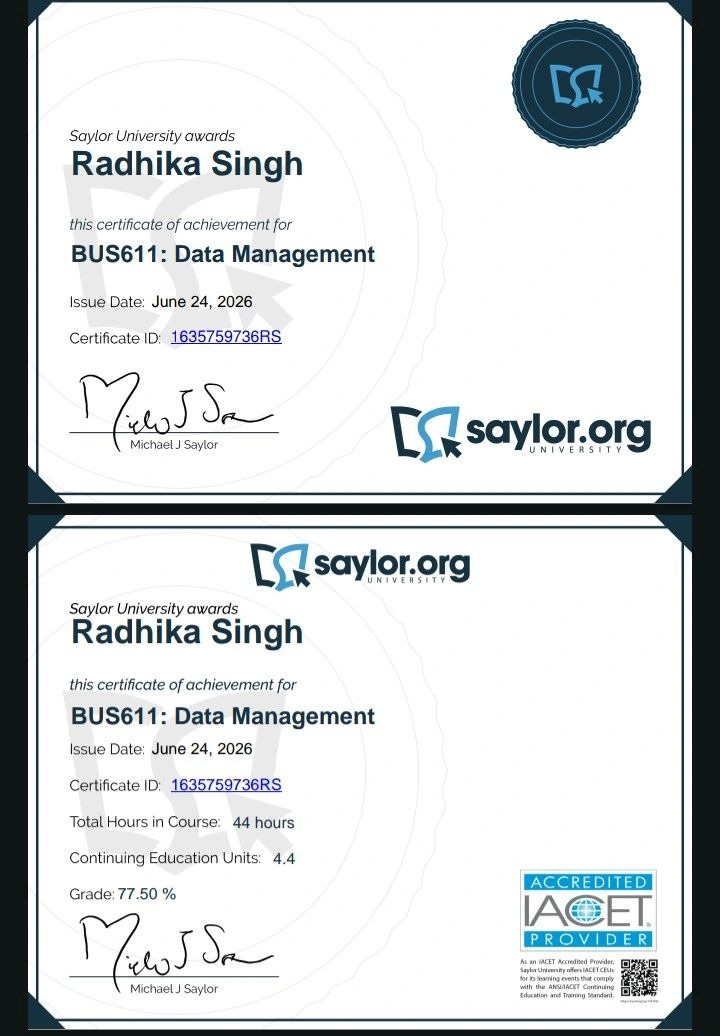 Saylor University awards
Radhika Singh
this certificate of achievement for
BUS611: Data Management
Issue Date: June 24, 2026
Certificate ID: 1635759736RS
Michael J Saylor
saylor.org
UNIVERSITY
saylor.org
UNIVERSITY
Saylor University awards
Radhika Singh
this certificate of achievement for
BUS611: Data Management
Issue Date: June 24, 2026
Certificate ID: 1635759736RS
Total Hours in Course: 44 hours
Continuing Education Units: 4.4
Grade: 77.50 %
Michael J Saylor
ACCREDITED
IACET®
PROVIDER
As an IACET Accredited Provider,
Saylor University offers IACET CEUs
for its learning events that comply
with the ANSI/IACET Continuing
Education and Training Standard.